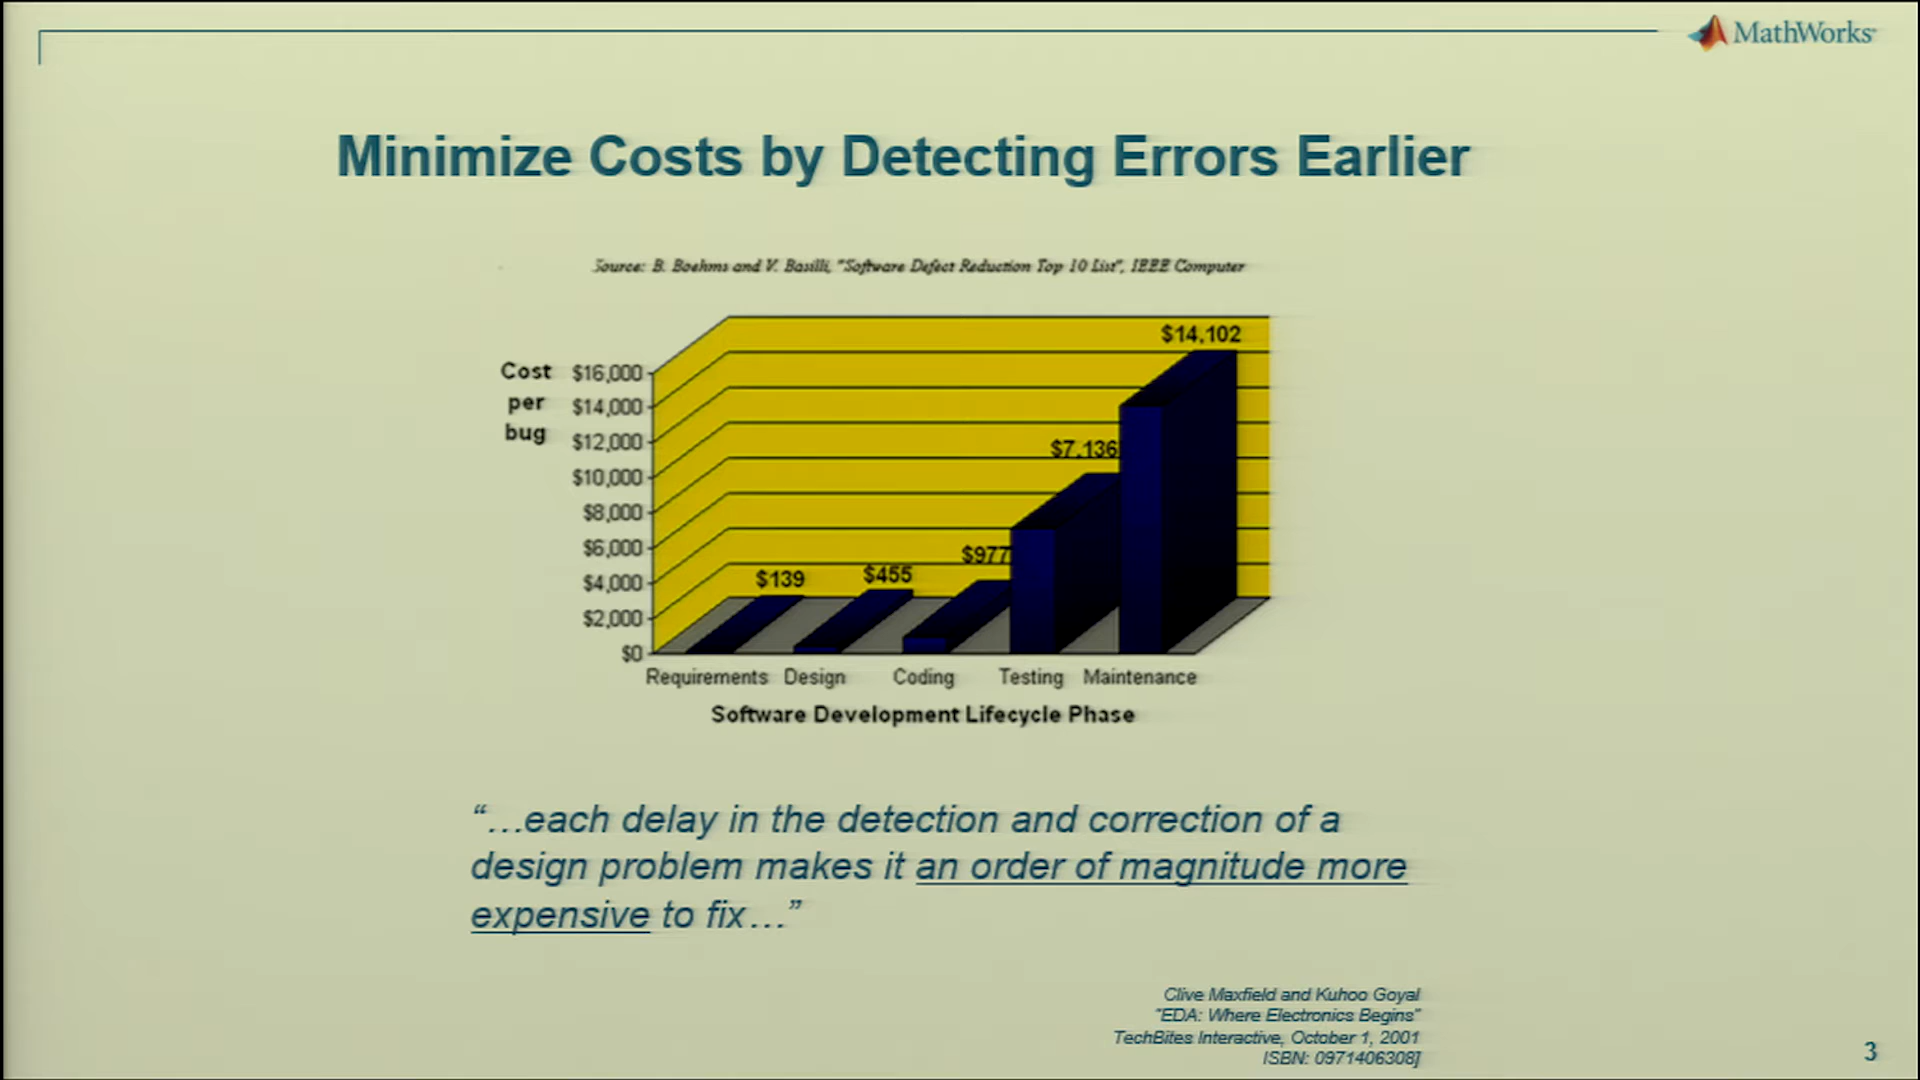 MathWorks
Minimize Costs by Detecting Errors Earlier
Source: B. Boehms and V. Basilli, "Software Defect Reduction Top 10 List", IEEE Computer
Cost
per
bug
$16,000
$14,000
$12,000
$10,000
$8,000
$6,000
$4,000
$2,000
$0
$139
$455
$977
$7,136
$14,102
Requirements Design Coding Testing Maintenance
Software Development Lifecycle Phase
“…each delay in the detection and correction of a
design problem makes it an order of magnitude more
expensive to fix…”
Clive Maxfield and Kuhoo Goyal
"EDA: Where Electronics Begins"
TechBites Interactive, October 1, 2001
ISBN: 0971406308]
3